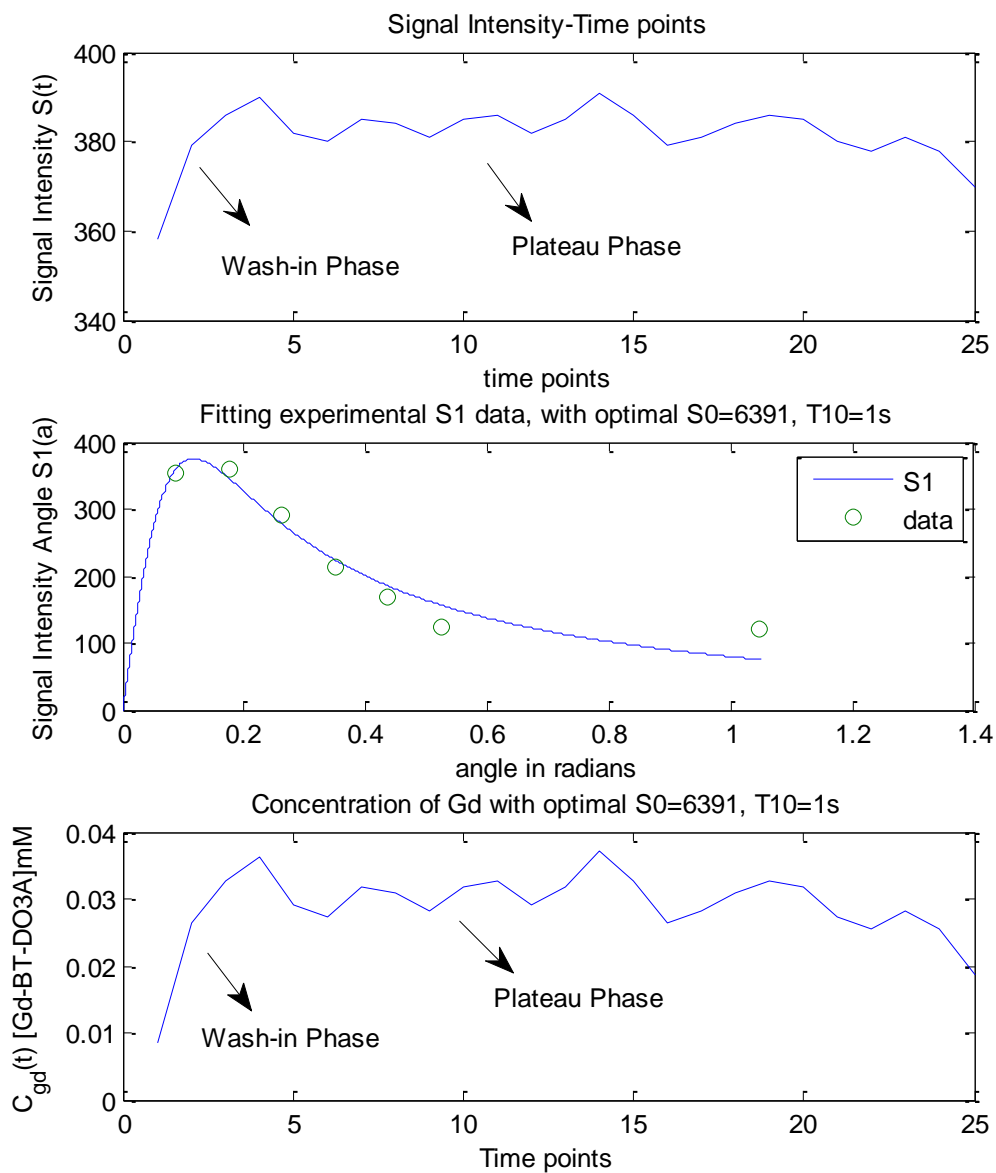 Signal Intensity-Time points
Signal Intensity S(t)
400
380
360
340
Wash-in Phase
Plateau Phase
0 5 10 15 20 25
time points
Fitting experimental S1 data, with optimal S0=6391, T10=1s
Signal Intensity Angle S1(a)
400
300
200
100
0
S1
data
0 0.2 0.4 0.6 0.8 1 1.2 1.4
angle in radians
Concentration of Gd with optimal S0=6391, T10=1s
C_gd(t) [Gd-BT-DO3A]mM
0.04
0.03
0.02
0.01
0
Plateau Phase
Wash-in Phase
0 5 10 15 20 25
Time points